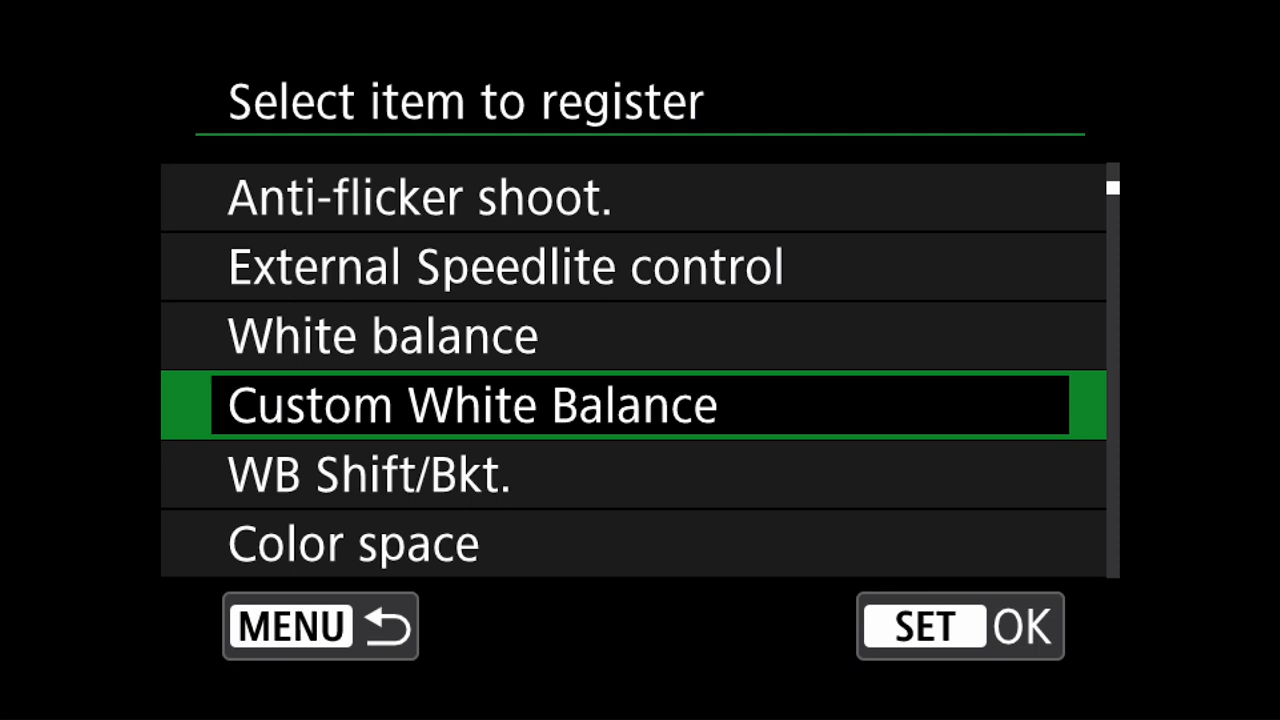 Select item to register
Anti-flicker shoot.
External Speedlite control
White balance
Custom White Balance
WB Shift/Bkt.
Color space
MENU SET OK